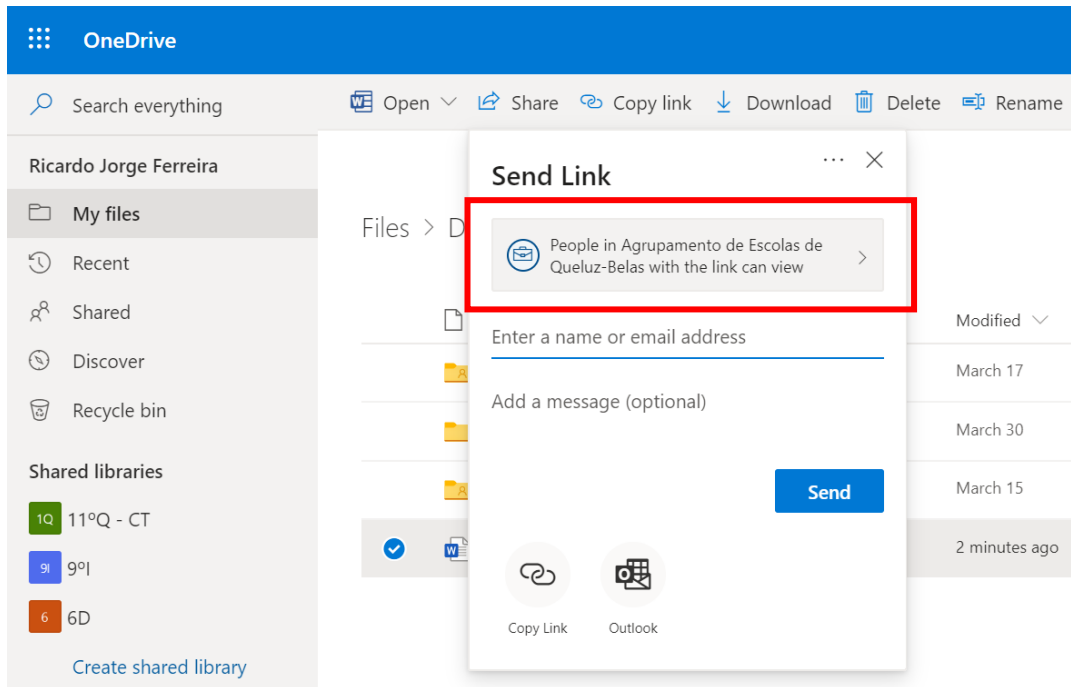 OneDrive
Search everything
Open
Share
Copy link
Download
Delete
Rename
Ricardo Jorge Ferreira
My files
Recent
Shared
Discover
Recycle bin
Shared libraries
1Q 11ºQ - CT
9I 9ºI
6 6D
Create shared library
Files > D
Send Link
People in Agrupamento de Escolas de
Queluz-Belas with the link can view
Enter a name or email address
Add a message (optional)
Send
Copy Link
Outlook
Modified
March 17
March 30
March 15
2 minutes ago